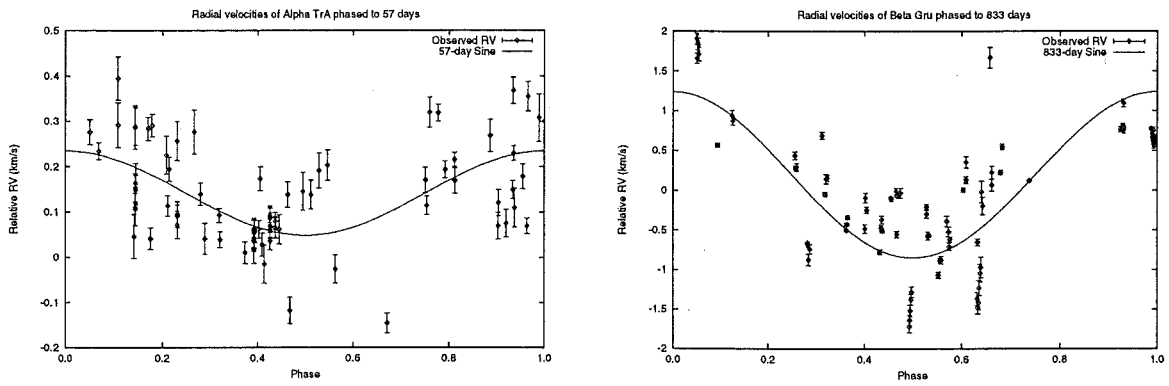 Radial velocities of Alpha TrA phased to 57 days
Observed RV
57-day Sine
0.5
0.4
0.3
0.2
0.1
0
0.1
-0.2
Relative RV (km/s)
0.0
0.2
0.4
0.6
0.8
1.0
Phase
Radial velocities of Beta Gru phased to 833 days
Observed RV
833-day Sine
2
1.5
1
0.5
0
-0.5
-1
-1.5
-2
Relative RV (km/s)
0.0
0.2
0.4
0.6
0.8
1.0
Phase